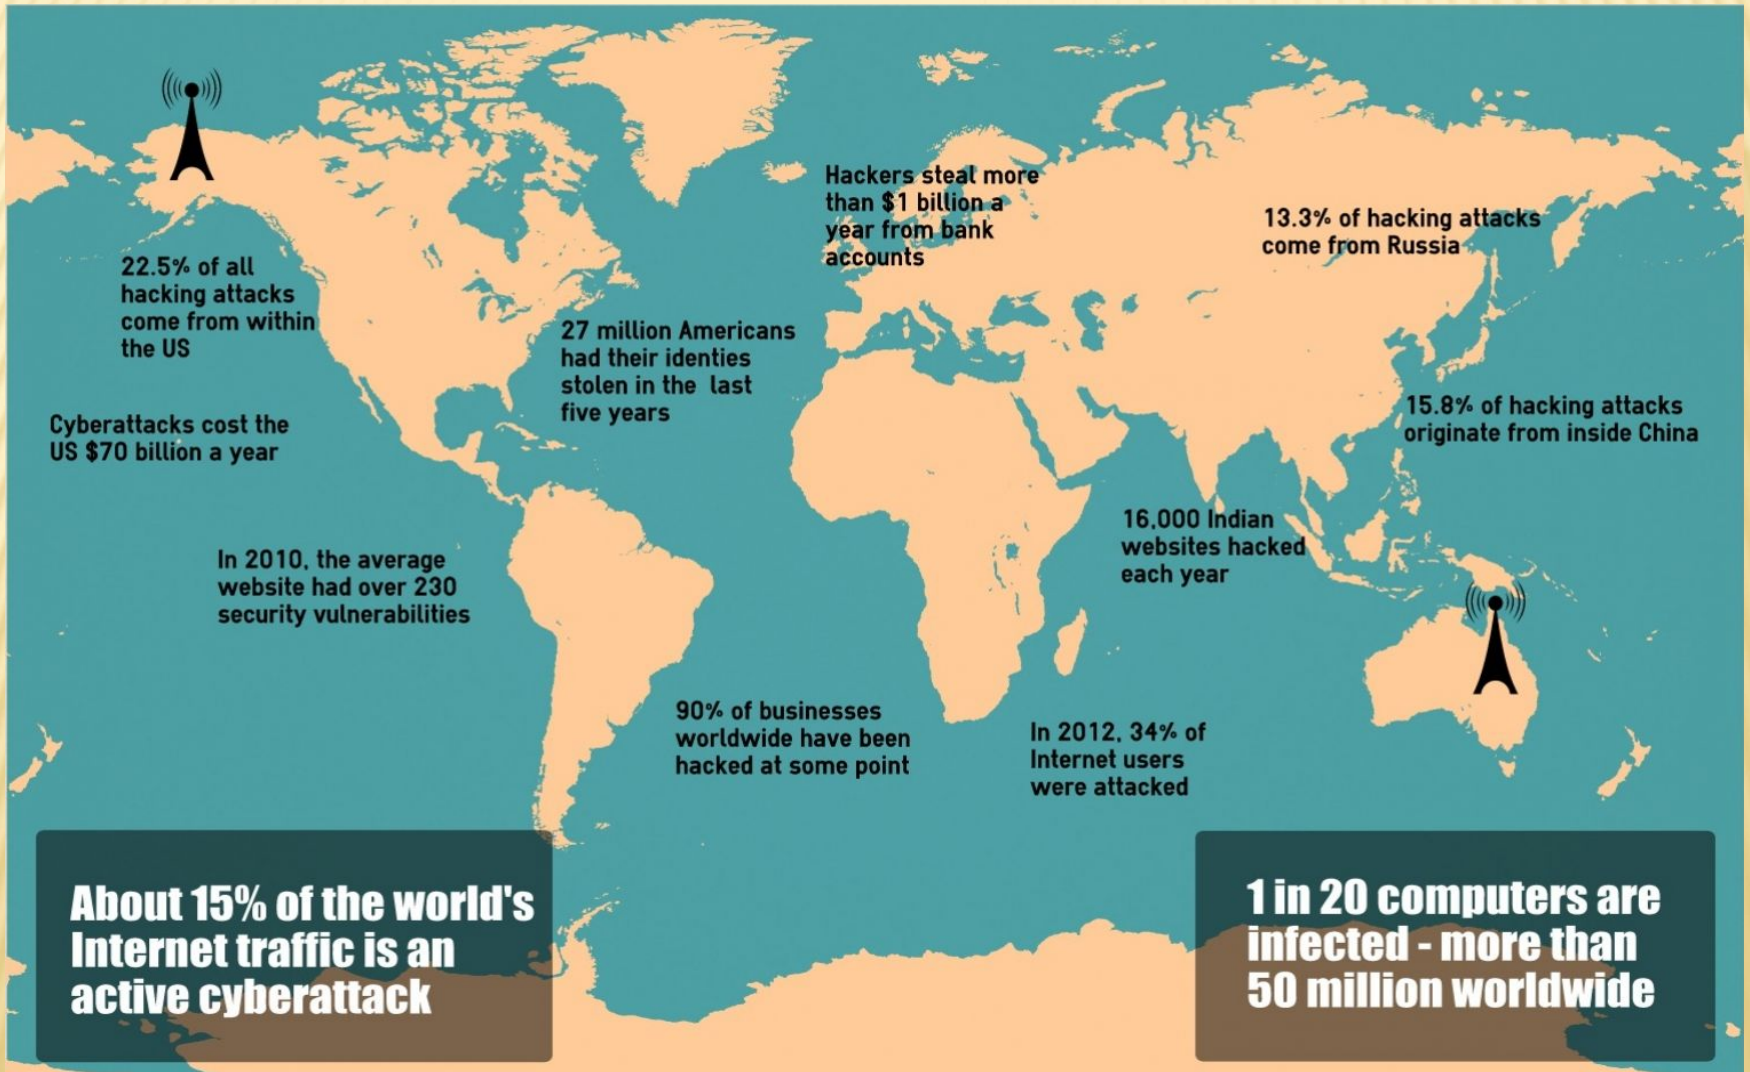 Hackers steal more
than $1 billion a
year from bank
accounts
13.3% of hacking attacks
come from Russia
22.5% of all
hacking attacks
come from within
the US
27 million Americans
had their identies
stolen in the last
five years
Cyberattacks cost the
US $70 billion a year
15.8% of hacking attacks
originate from inside China
16,000 Indian
websites hacked
each year
In 2010, the average
website had over 230
security vulnerabilities
90% of businesses
worldwide have been
hacked at some point
In 2012, 34% of
Internet users
were attacked
About 15% of the world's
Internet traffic is an
active cyberattack
1 in 20 computers are
infected - more than
50 million worldwide